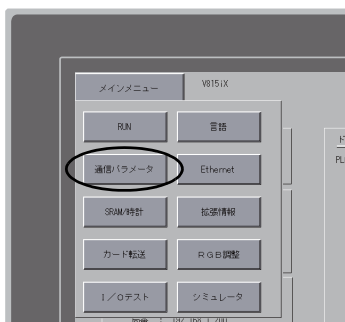 メインメニュー V815iX
RUN 言語
通信パラメータ Ethernet
SRAM/時計 拡張情報
カード転送 RGB調整
I/Oテスト シミュレータ